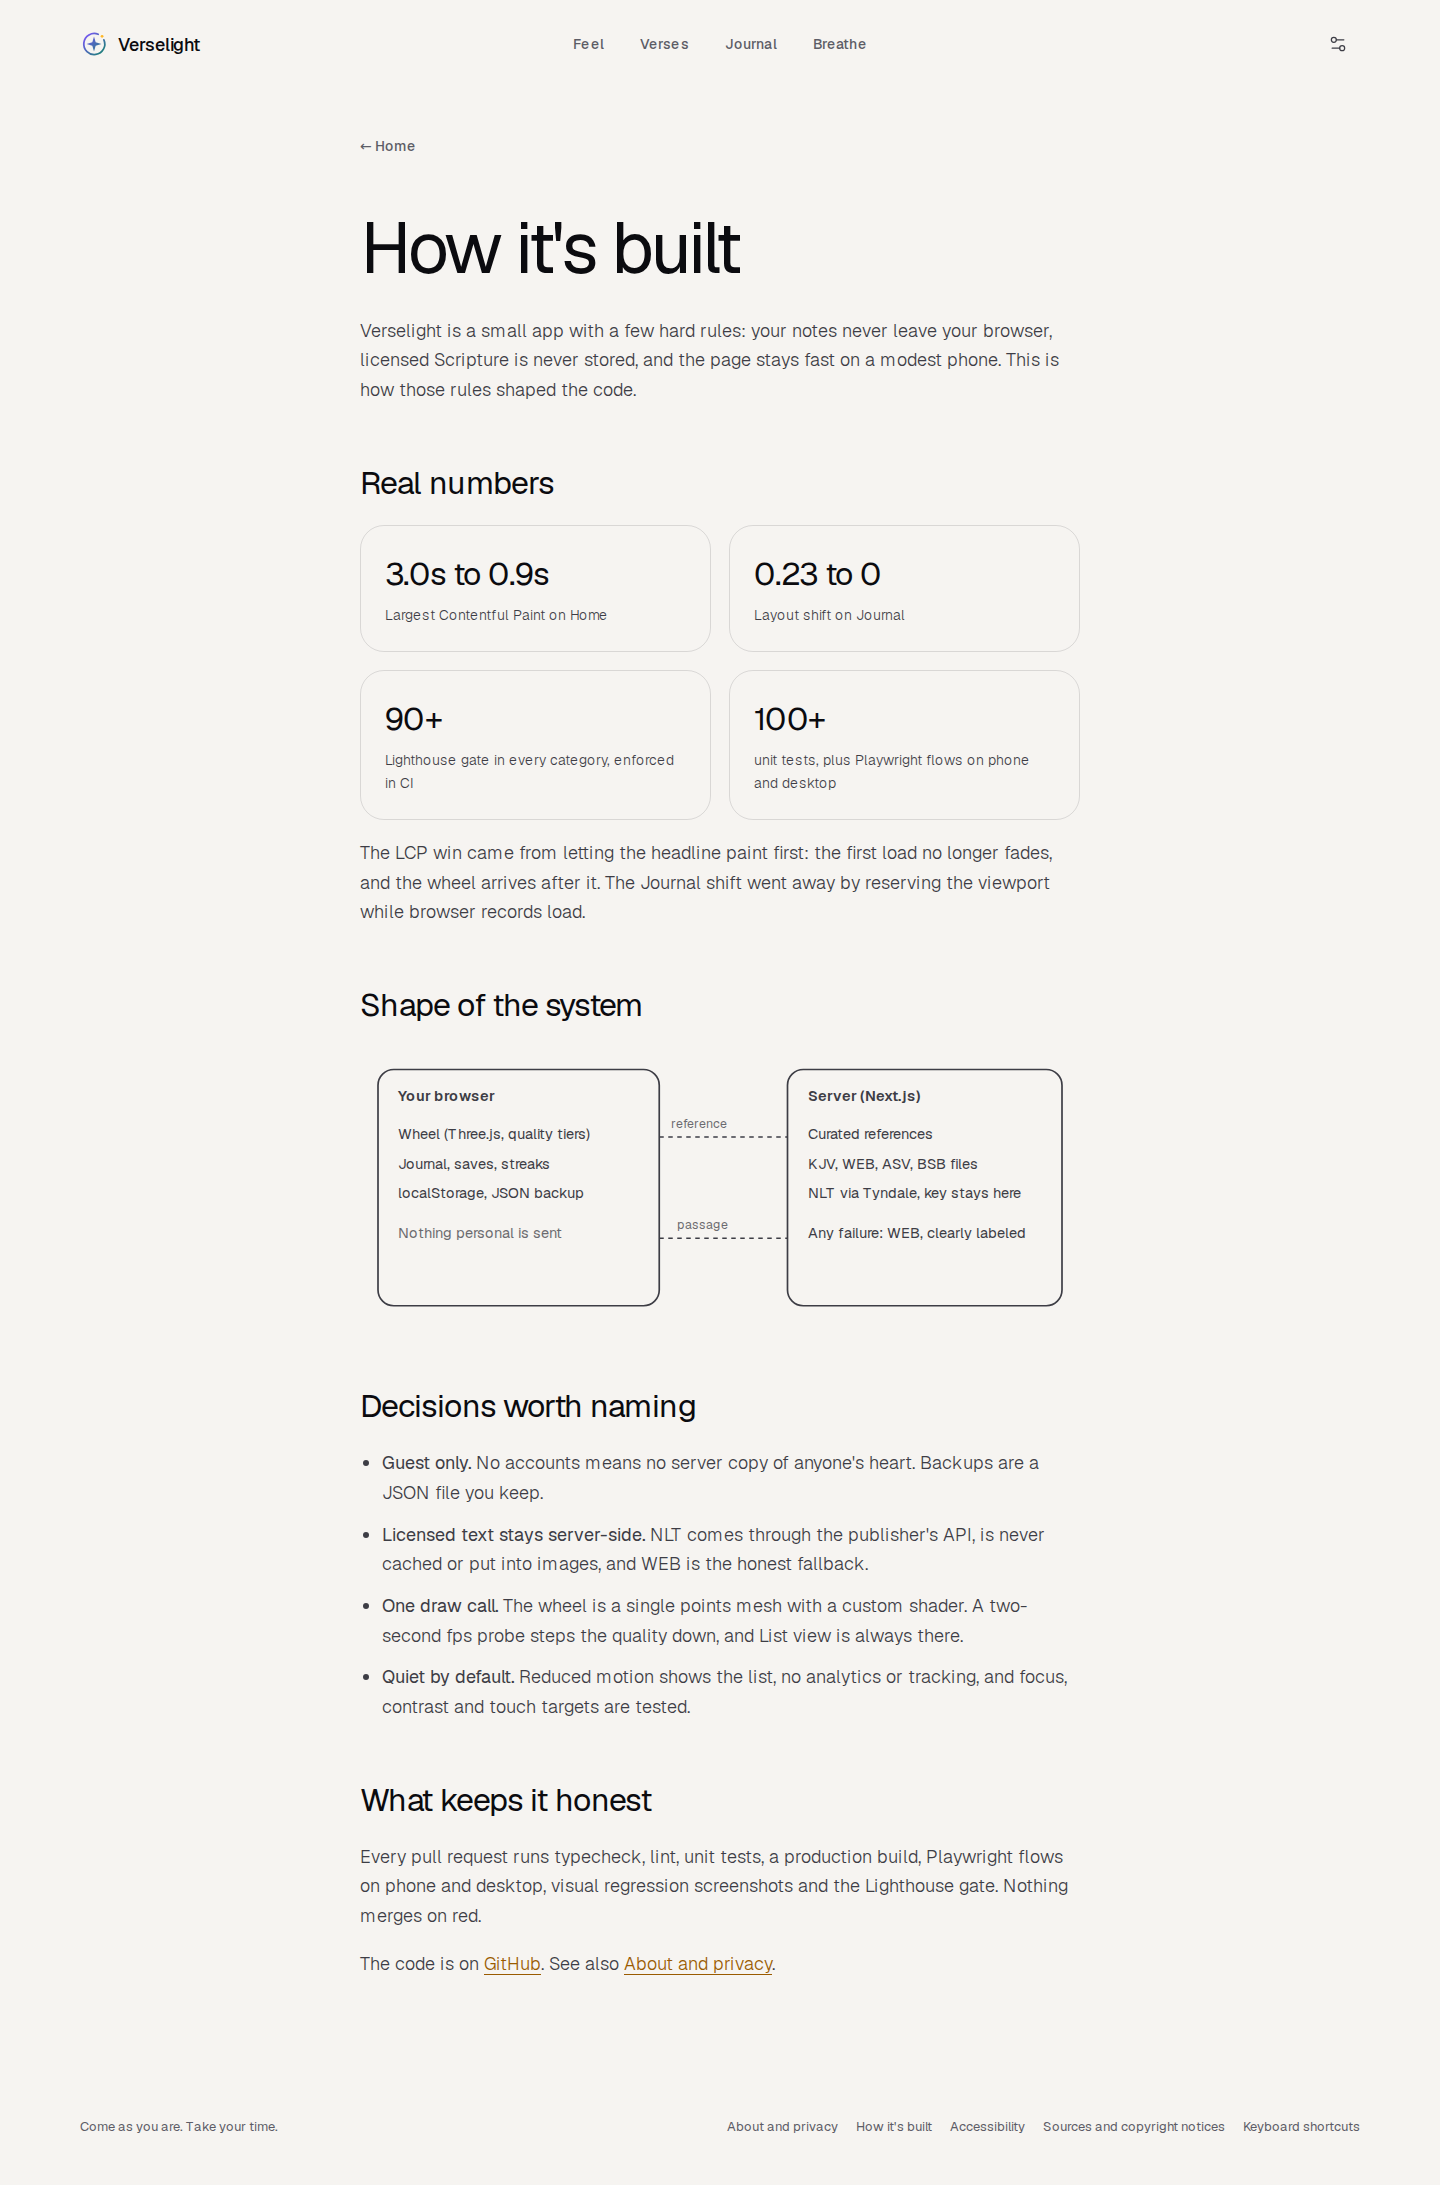 Verselight
Feel
Verses
Journal
Breathe
← Home
How it's built
Verselight is a small app with a few hard rules: your notes never leave your browser,
licensed Scripture is never stored, and the page stays fast on a modest phone. This is
how those rules shaped the code.
Real numbers
3.0s to 0.9s
Largest Contentful Paint on Home
0.23 to 0
Layout shift on Journal
90+
Lighthouse gate in every category, enforced
in CI
100+
unit tests, plus Playwright flows on phone
and desktop
The LCP win came from letting the headline paint first: the first load no longer fades,
and the wheel arrives after it. The Journal shift went away by reserving the viewport
while browser records load.
Shape of the system
Your browser
Wheel (Three.js, quality tiers)
Journal, saves, streaks
localStorage, JSON backup
Nothing personal is sent
reference
passage
Server (Next.js)
Curated references
KJV, WEB, ASV, BSB files
NLT via Tyndale, key stays here
Any failure: WEB, clearly labeled
Decisions worth naming
• Guest only. No accounts means no server copy of anyone's heart. Backups are a
JSON file you keep.
• Licensed text stays server-side. NLT comes through the publisher's API, is never
cached or put into images, and WEB is the honest fallback.
• One draw call. The wheel is a single points mesh with a custom shader. A two-
second fps probe steps the quality down, and List view is always there.
• Quiet by default. Reduced motion shows the list, no analytics or tracking, and focus,
contrast and touch targets are tested.
What keeps it honest
Every pull request runs typecheck, lint, unit tests, a production build, Playwright flows
on phone and desktop, visual regression screenshots and the Lighthouse gate. Nothing
merges on red.
The code is on GitHub. See also About and privacy.
Come as you are. Take your time.
About and privacy
How it's built
Accessibility
Sources and copyright notices
Keyboard shortcuts